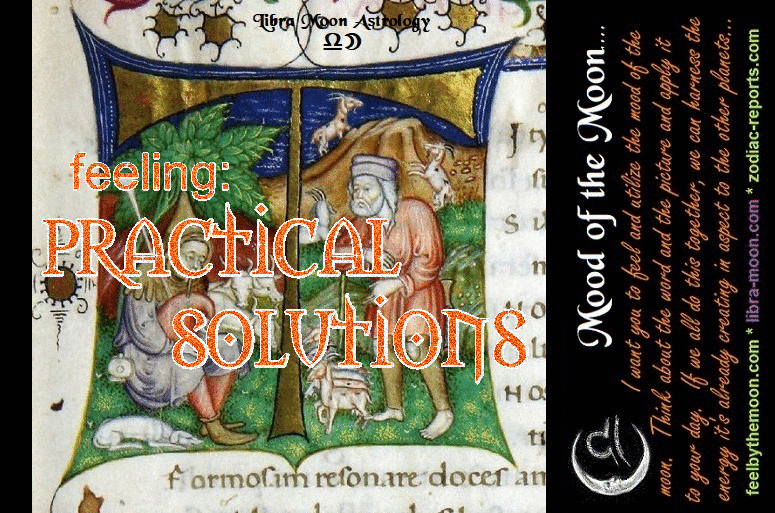 Libra Moon Astrology
♎☽
feeling:
PRACTICAL
SOLUTIONS
Formosim resonare doces am
Mood of the Moon....
I want you to feel and utilize the mood of the
moon. Think about the word and the picture and apply it
to your day. If we all do this together, we can harness the
energy it's already creating in aspect to the other planets...
feelbythemoon.com * libra-moon.com * zodiac-reports.com